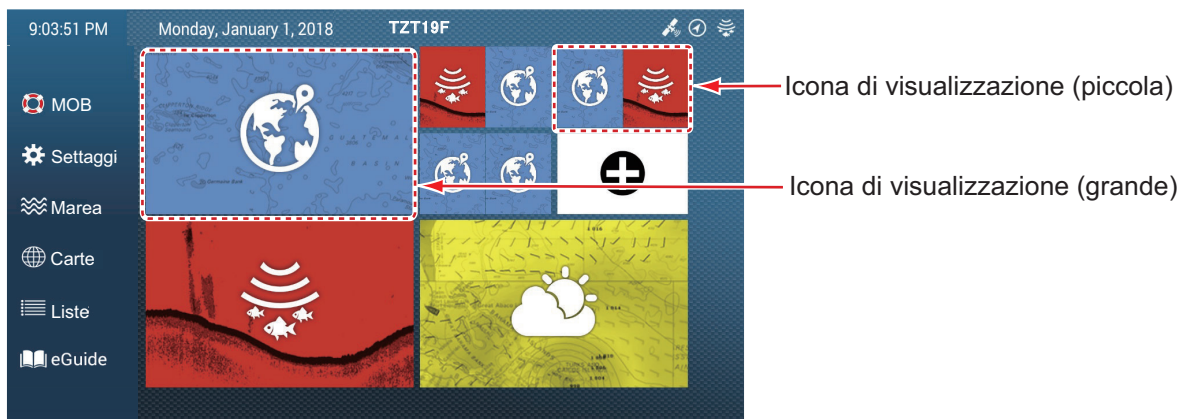 9:03:51 PM Monday, January 1, 2018 TZT19F
Icona di visualizzazione (piccola)
MOB
Settaggi
Icona di visualizzazione (grande)
Marea
Carte
Liste
eGuide